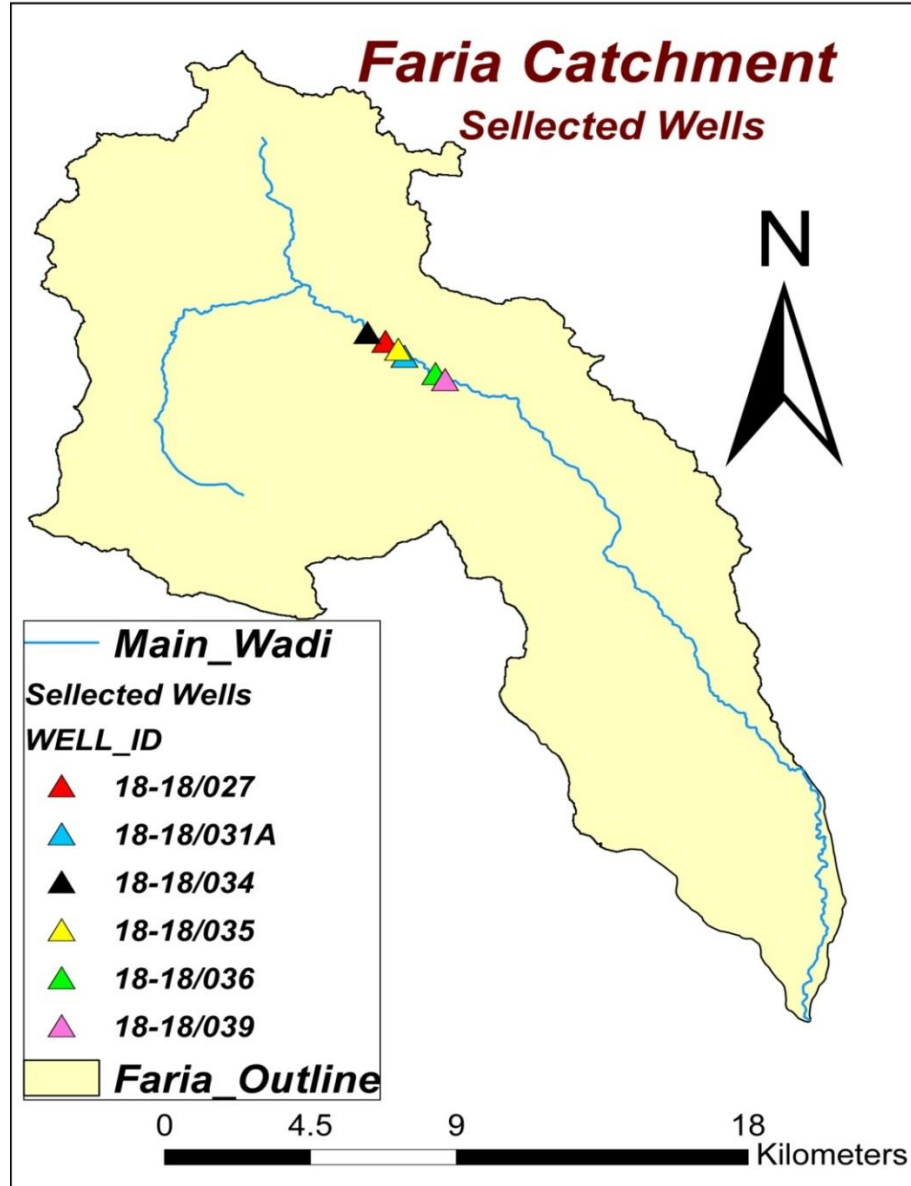 Faria Catchment
Sellected Wells
N
Main_Wadi
Sellected Wells
WELL_ID
18-18/027
18-18/031A
18-18/034
18-18/035
18-18/036
18-18/039
Faria_Outline
0 4.5 9 18
Kilometers